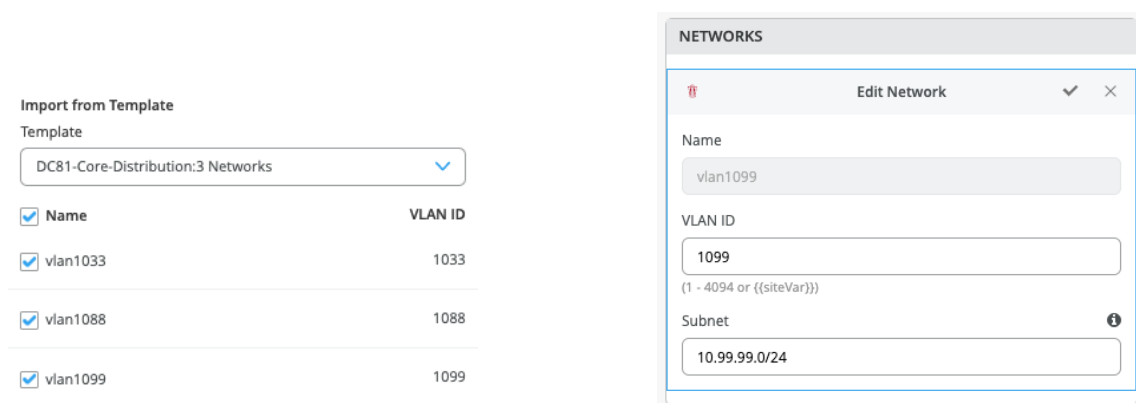 Import from Template
Template
DC81-Core-Distribution:3 Networks
Name VLAN ID
vlan1033 1033
vlan1088 1088
vlan1099 1099
NETWORKS
Edit Network
Name
vlan1099
VLAN ID
1099
(1 - 4094 or {{siteVar}})
Subnet
10.99.99.0/24